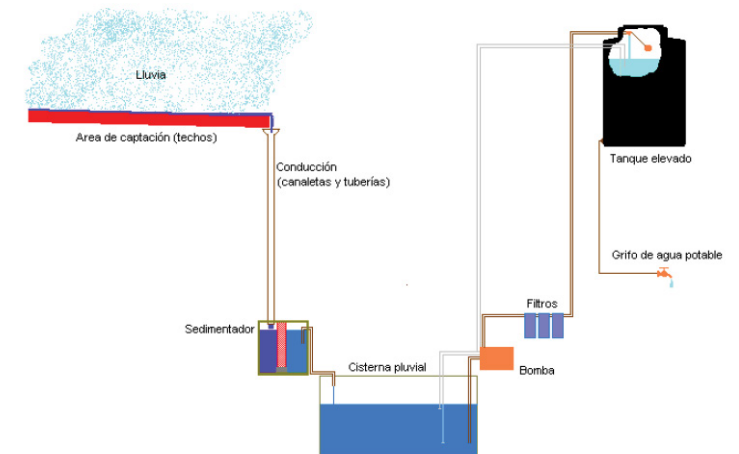 Lluvia
Area de captación (techos)
Conducción
(canaletas y tuberías)
Tanque elevado
Grifo de agua potable
Filtros
Sedimentador
Cisterna pluvial
Bomba